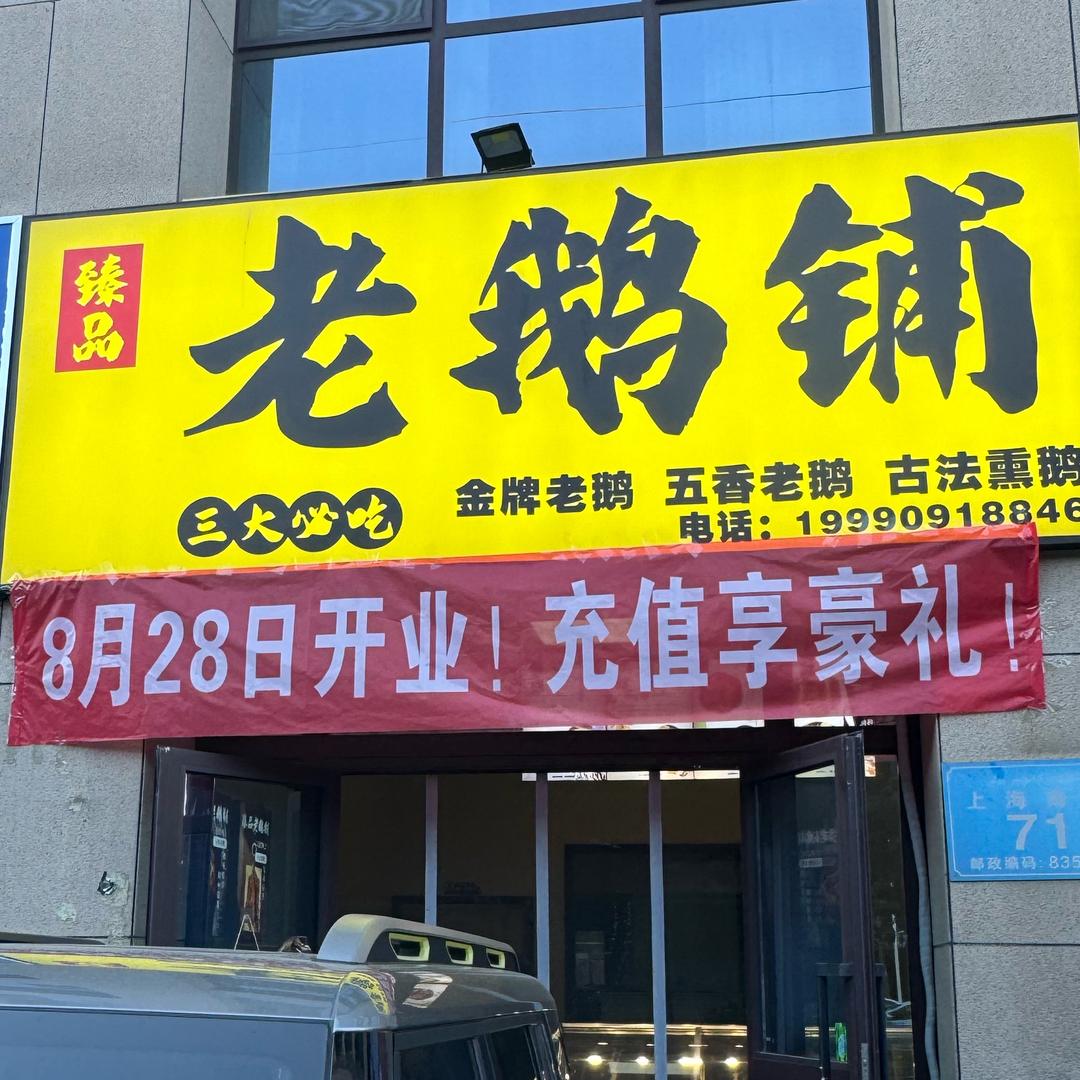 臻品
老鹅铺
三大必吃
金牌老鹅 五香老鹅 古法熏鹅
电话：19990918846
8月28日开业！充值享豪礼！
上海南
71
邮政编码：835